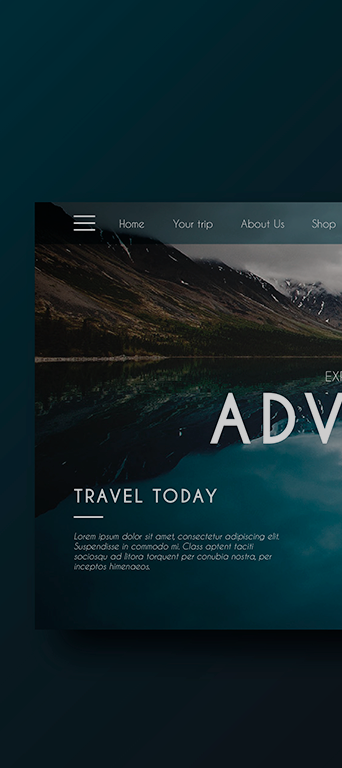 Home Your trip About Us Shop
EX
ADV
TRAVEL TODAY
Lorem ipsum dolor sit amet, consectetur adipiscing elit.
Suspendisse in commodo mi. Class aptent taciti
sociosqu ad litora torquent per conubia nostra, per
inceptos himenaeos.